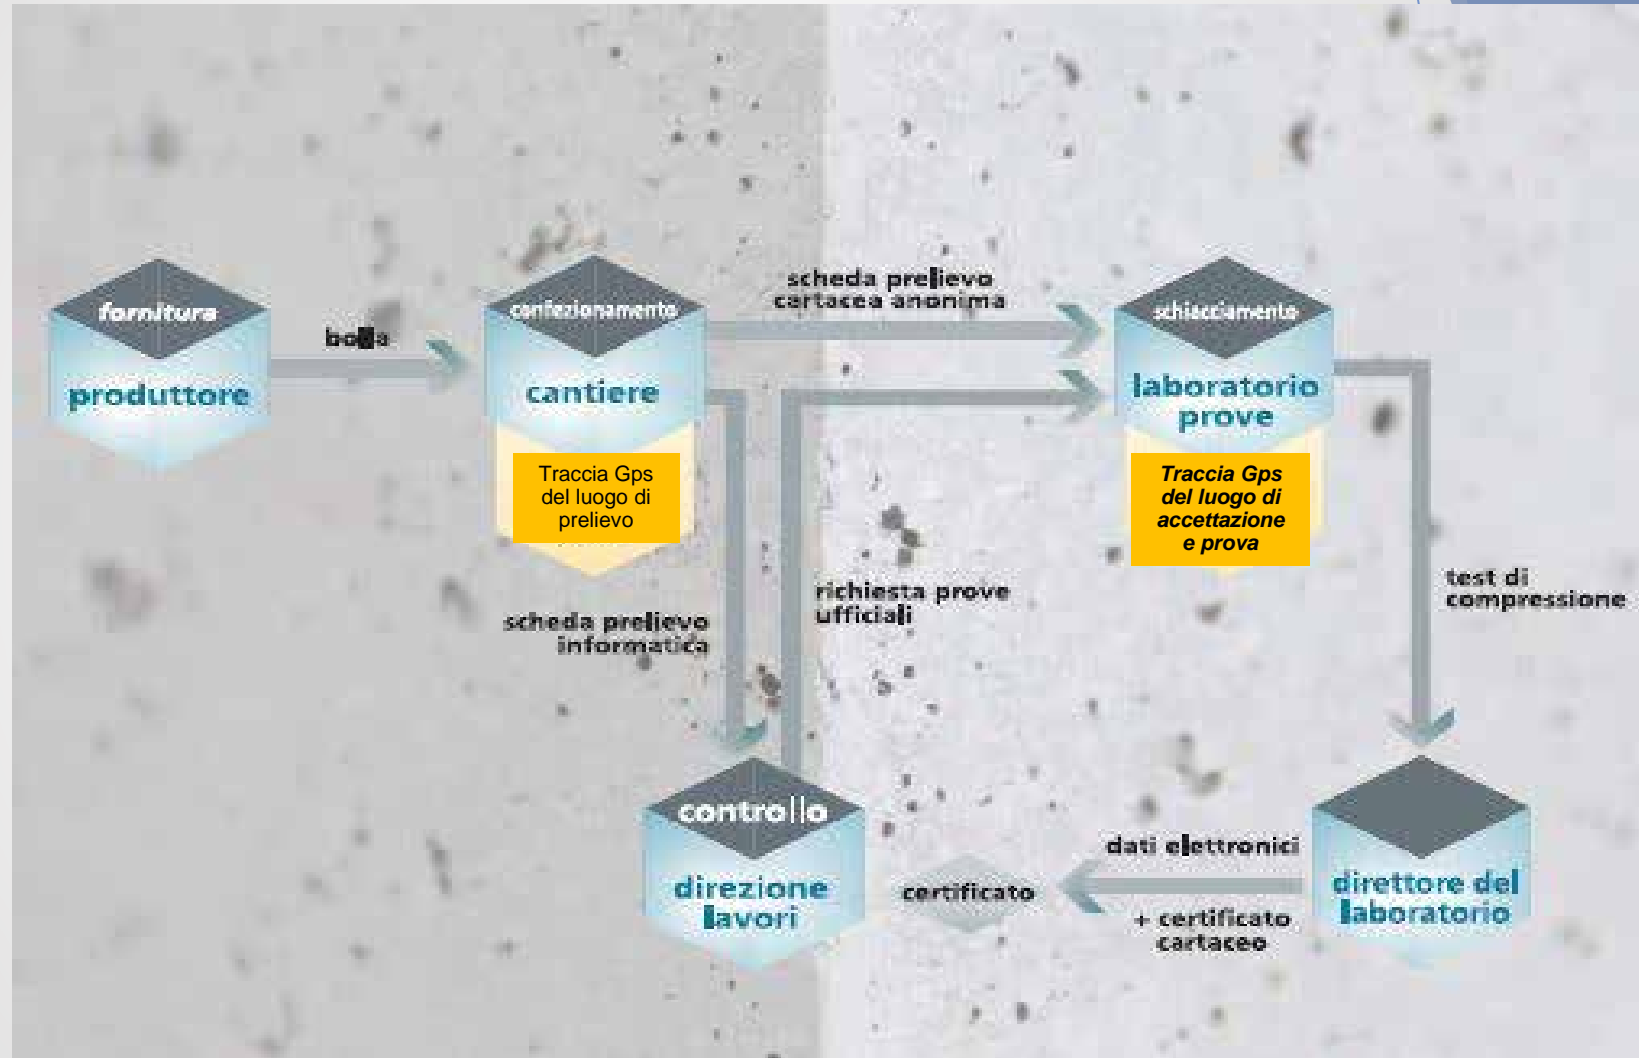 fornitura
produttore
bolla
confezionamento
cantiere
Traccia Gps
del luogo di
prelievo
scheda prelievo
cartacea anonima
schiacciamento
laboratorio
prove
Traccia Gps
del luogo di
accettazione
e prova
scheda prelievo
informatica
richiesta prove
ufficiali
test di
compressione
controllo
direzione
lavori
certificato
dati elettronici
+ certificato
cartaceo
direttore del
laboratorio